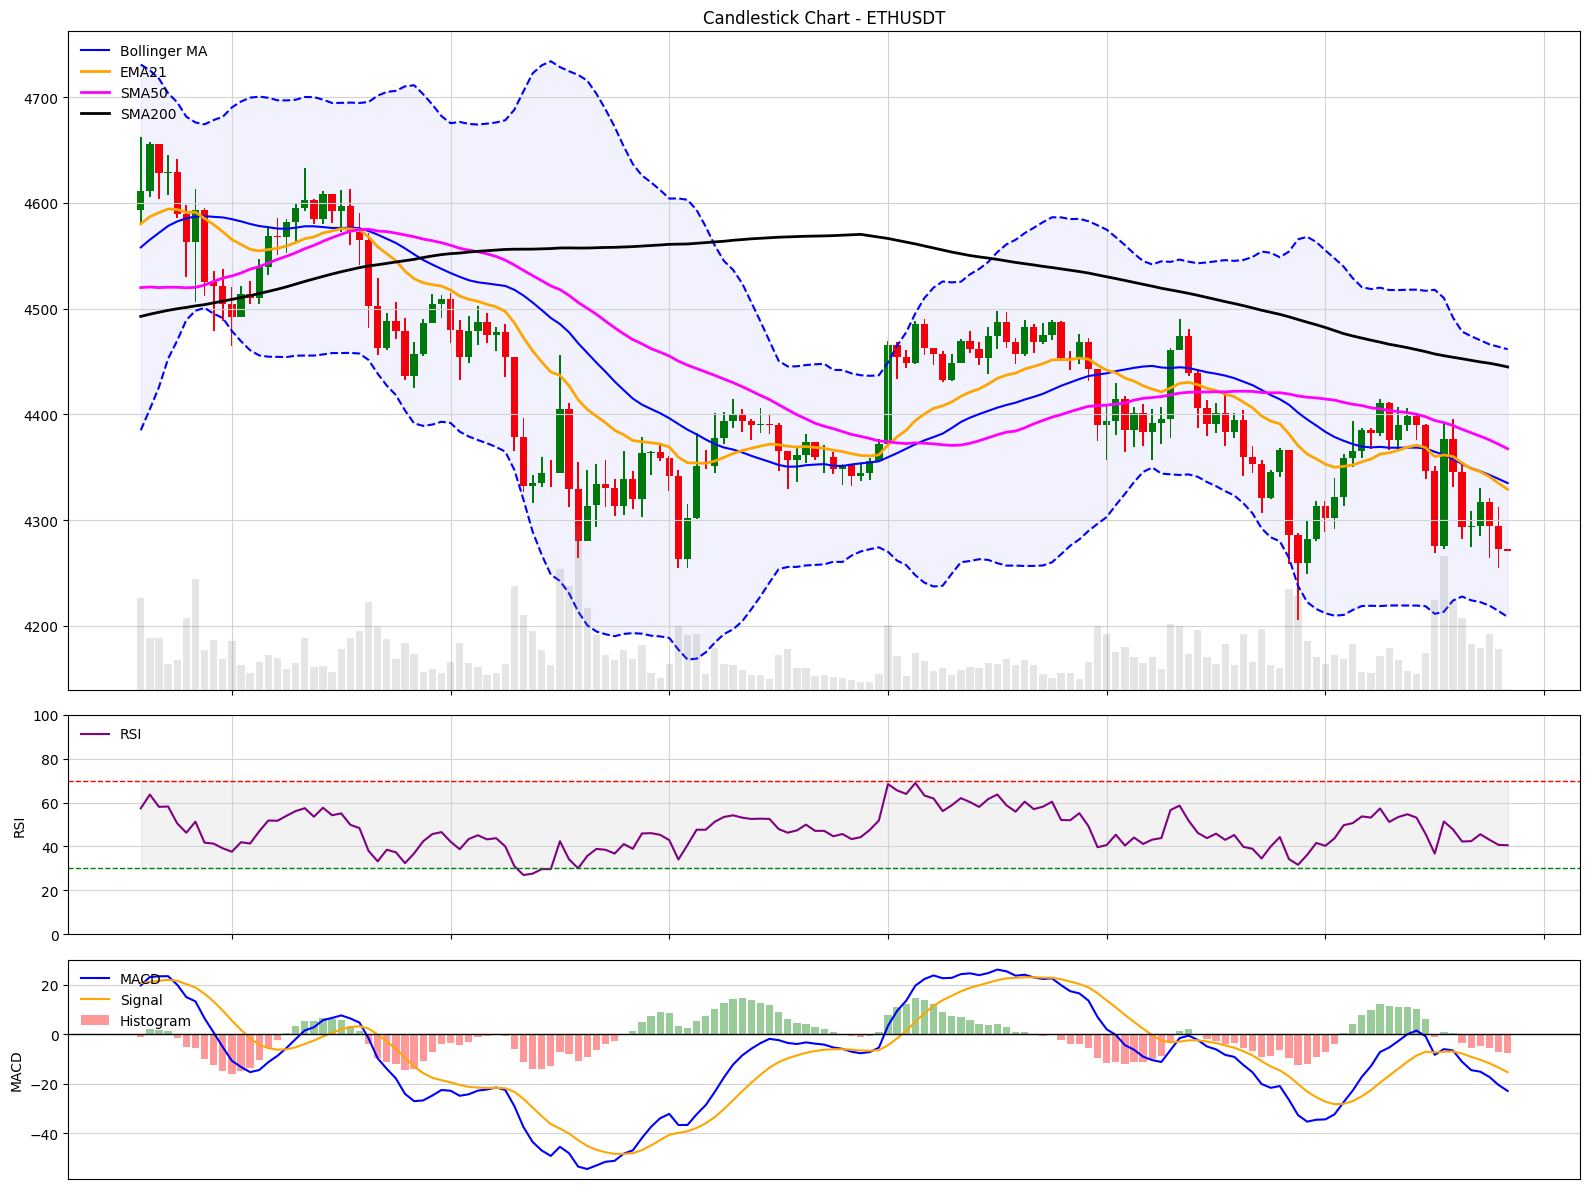 Candlestick Chart - ETHUSDT
Bollinger MA
EMA21
SMA50
SMA200
4700
4600
4500
4400
4300
4200
100
80
60
40
20
0
RSI
RSI
20
0
−20
−40
MACD
MACD
Signal
Histogram